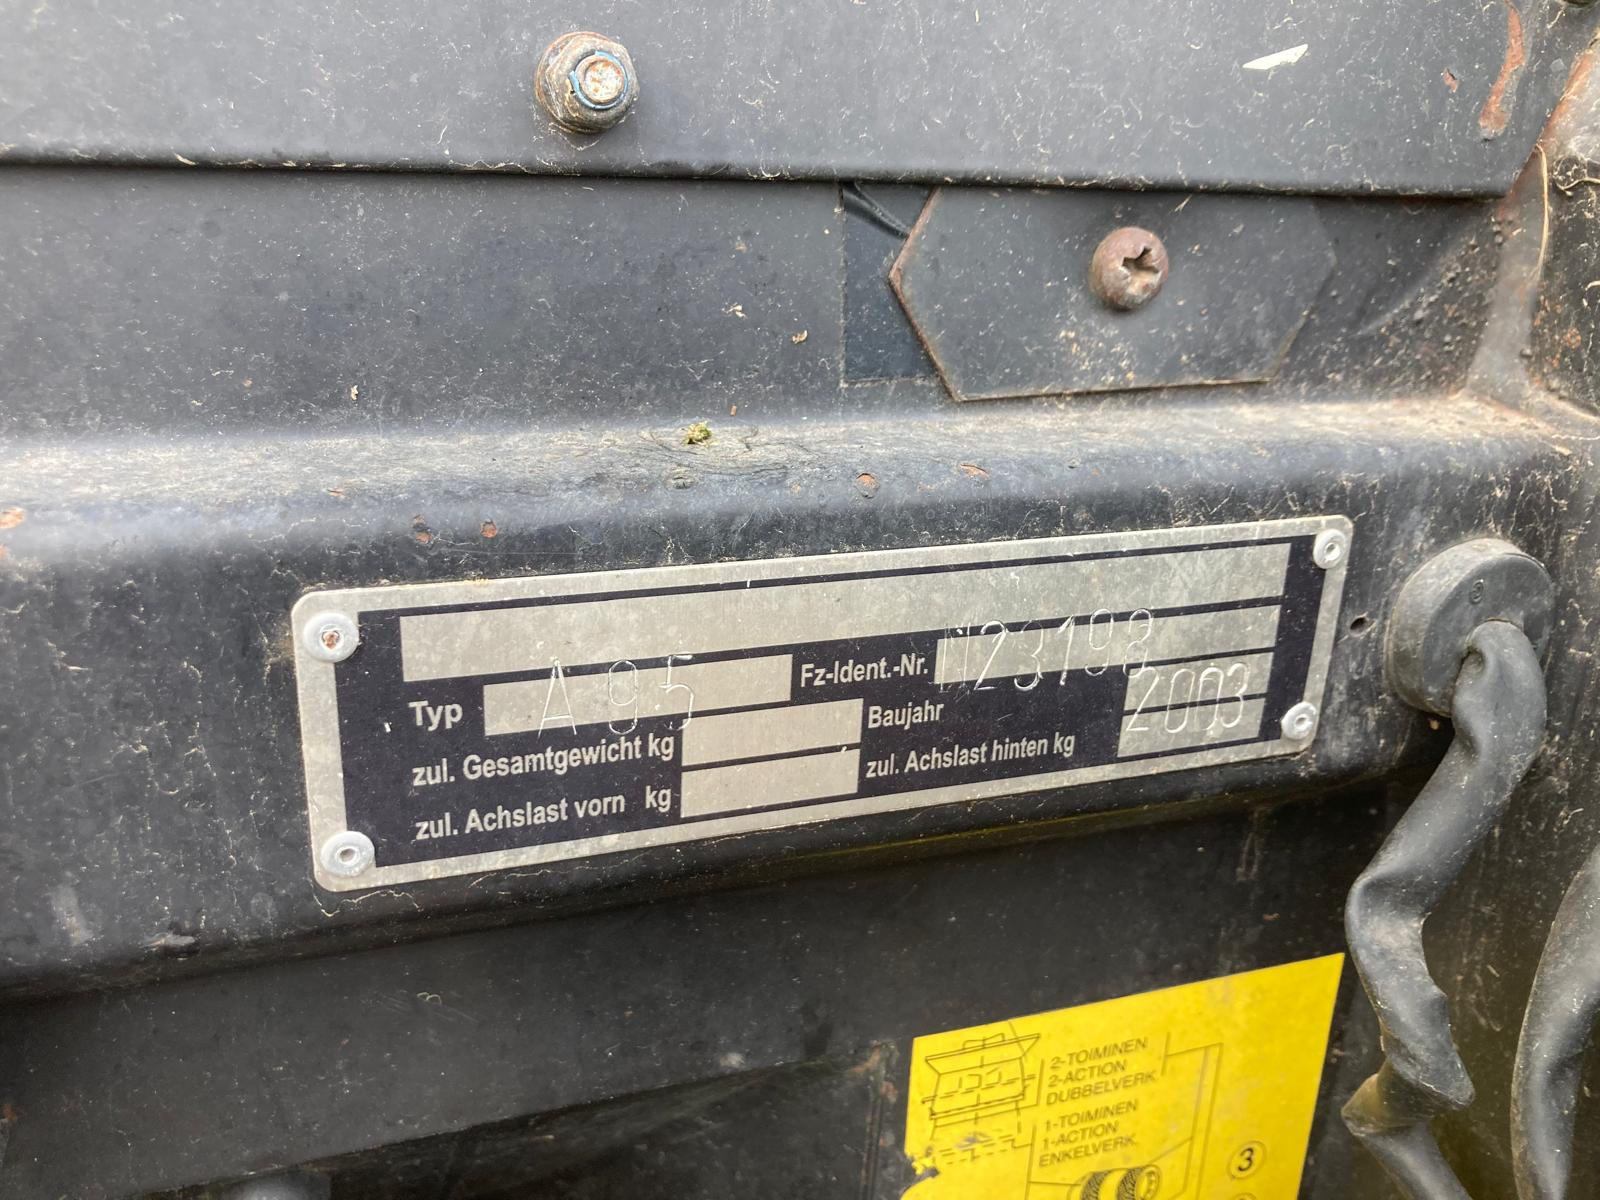 Typ A 95 Fz-Ident.-Nr. N23198
zul. Gesamtgewicht kg Baujahr 2003
zul. Achslast vorn kg zul. Achslast hinten kg
2-TOIMINEN
2-ACTION
DUBBELVERK
1-TOIMINEN
1-ACTION
ENKELVERK
3